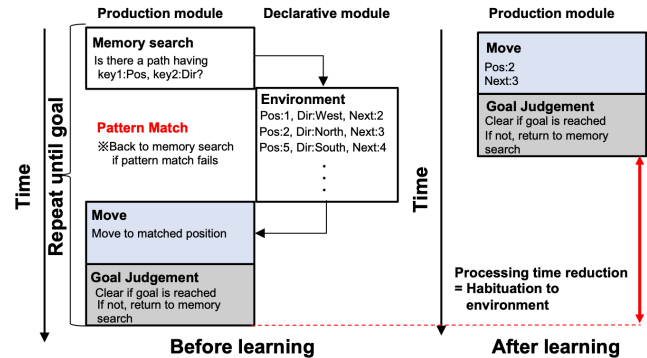 Production module
Declarative module
Production module
Time
Repeat until goal
Memory search
Is there a path having
key1:Pos, key2:Dir?
Environment
Pos:1, Dir:West, Next:2
Pos:2, Dir:North, Next:3
Pos:5, Dir:South, Next:4
Pattern Match
※Back to memory search
if pattern match fails
Move
Move to matched position
Goal Judgement
Clear if goal is reached
If not, return to memory
search
Before learning
Time
Move
Pos:2
Next:3
Goal Judgement
Clear if goal is reached
If not, return to memory
search
Processing time reduction
= Habituation to
environment
After learning